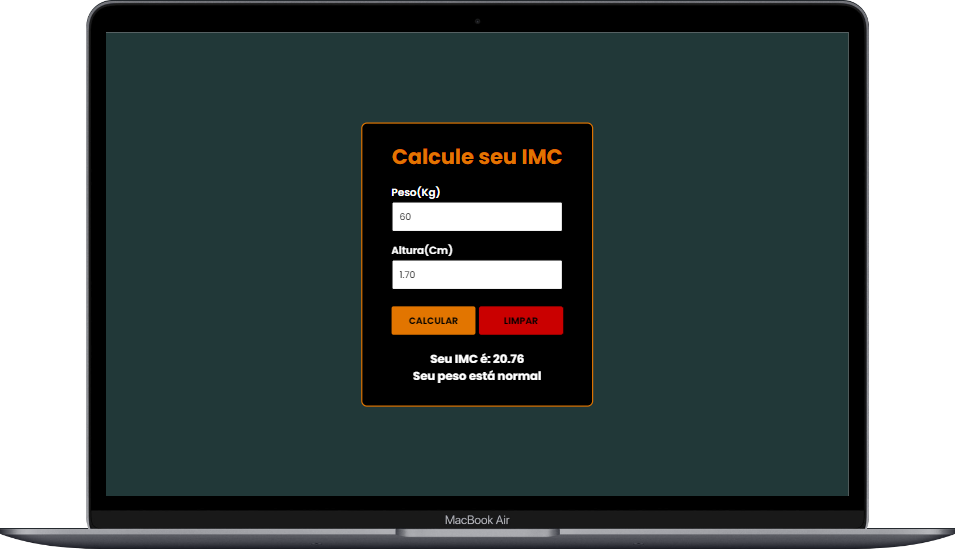 Calcule seu IMC
Peso(Kg)
60
Altura(Cm)
1.70
CALCULAR LIMPAR
Seu IMC é: 20.76
Seu peso está normal
MacBook Air